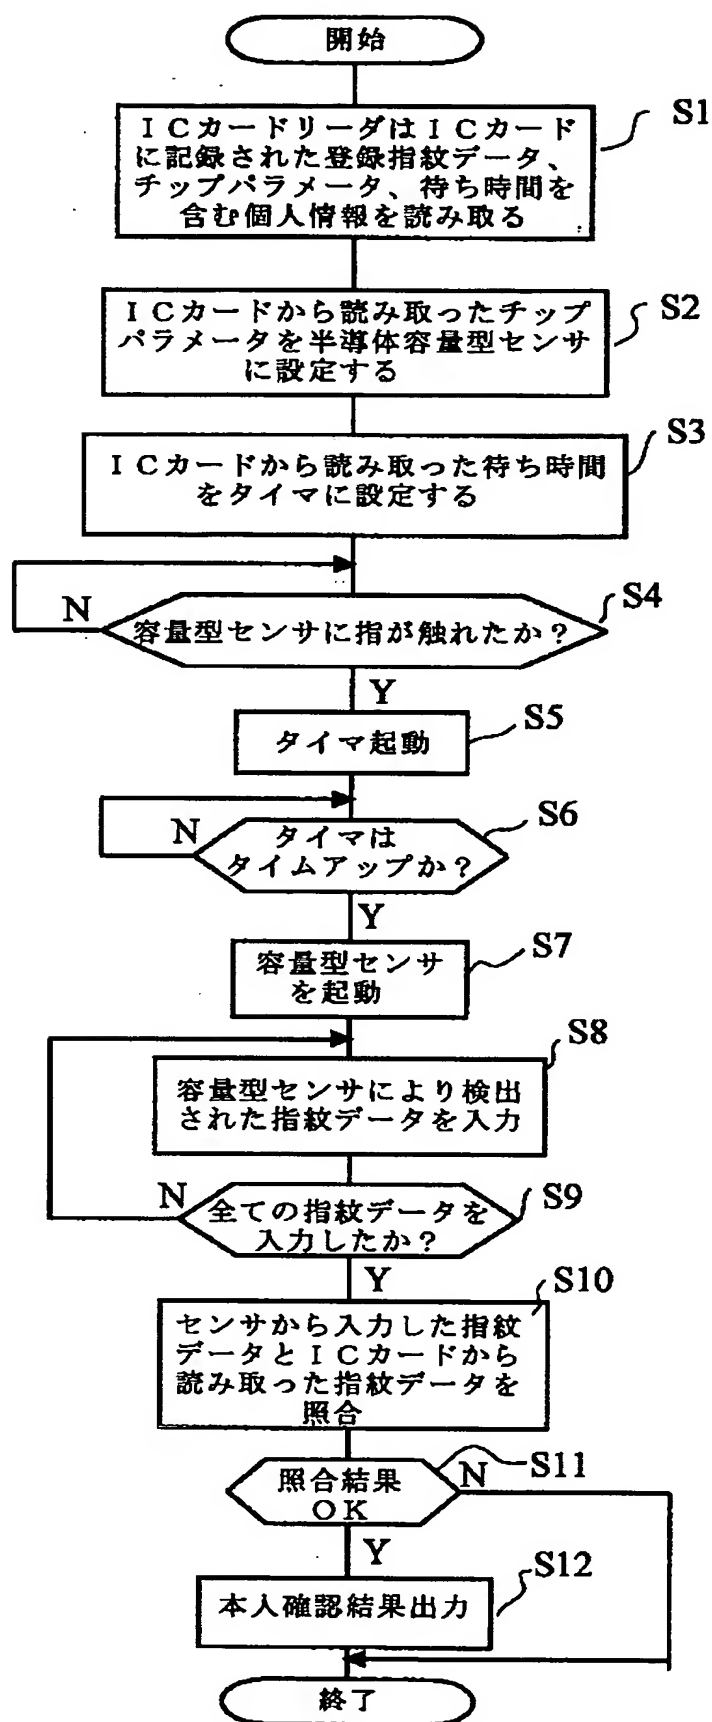 開始
S1
ICカードリーダはICカード
に記録された登録指紋データ、
チップパラメータ、待ち時間を
含む個人情報を読み取る
S2
ICカードから読み取ったチップ
パラメータを半導体容量型センサ
に設定する
S3
ICカードから読み取った待ち時間
をタイマに設定する
S4
N
容量型センサに指が触れたか?
Y
S5
タイマ起動
S6
N
タイマは
タイムアップか?
Y
S7
容量型センサ
を起動
S8
容量型センサにより検出
された指紋データを入力
N
S9
全ての指紋データを
入力したか?
Y
S10
センサから入力した指紋
データとICカードから
読み取った指紋データを
照合
S11
照合結果
OK
N
Y
S12
本人確認結果出力
終了